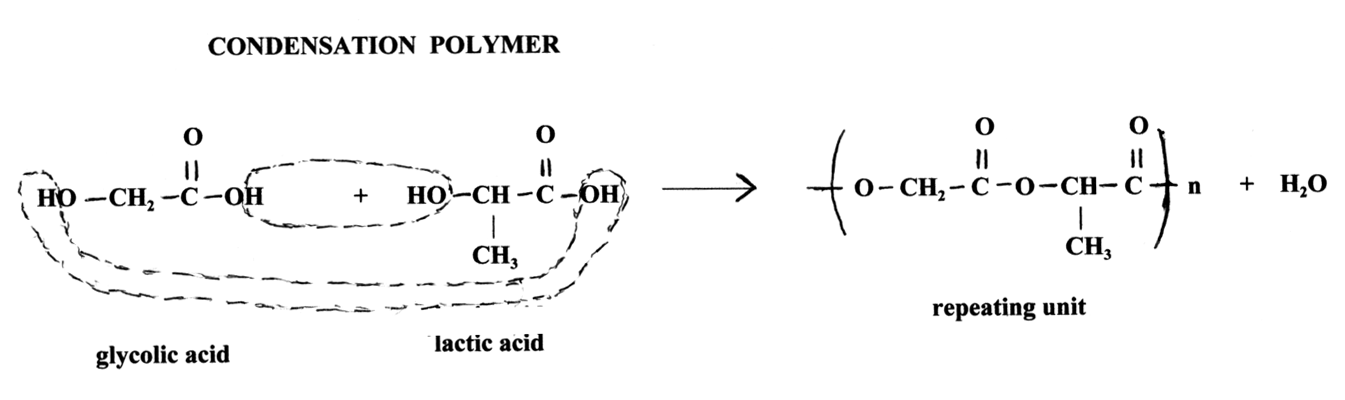 CONDENSATION POLYMER
O O O O
|| || || ||
HO–CH₂–C–OH + HO–CH–C–OH ⟶ ( O–CH₂–C–O–CH–C ) n + H₂O
| |
CH₃ CH₃
repeating unit
glycolic acid lactic acid